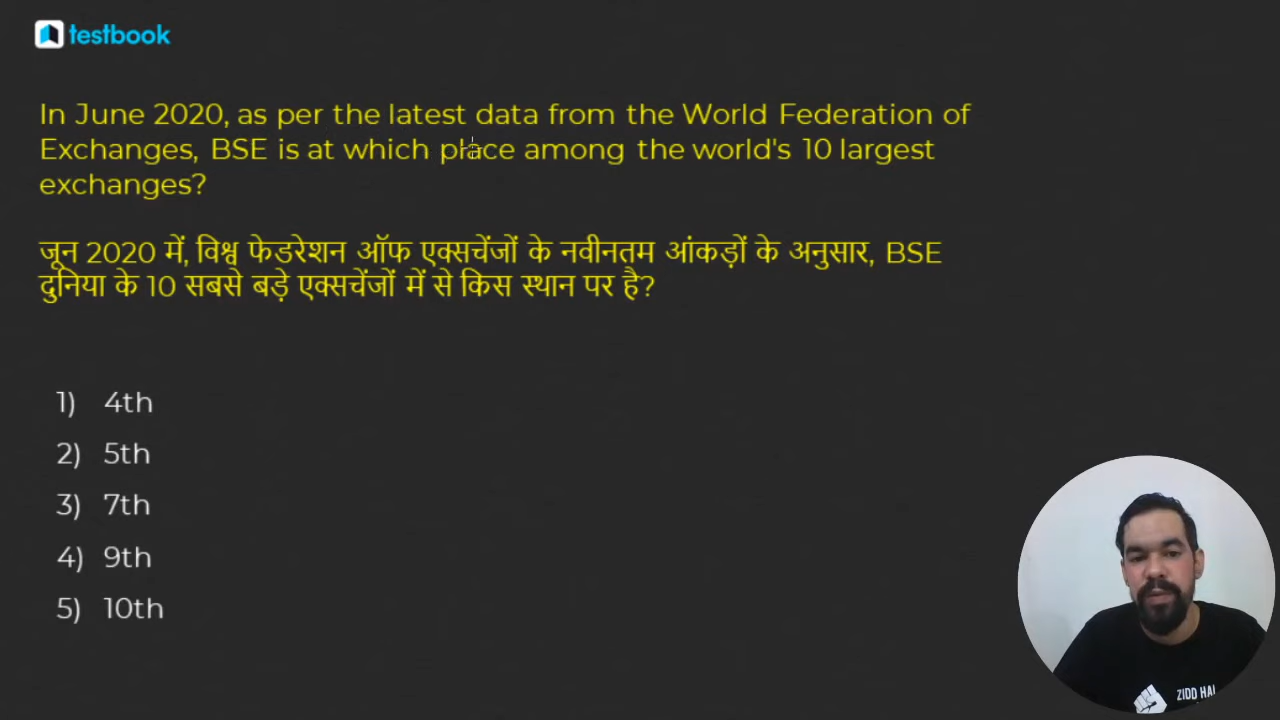 testbook
In June 2020, as per the latest data from the World Federation of
Exchanges, BSE is at which place among the world's 10 largest
exchanges?
जून 2020 में, विश्व फेडरेशन ऑफ एक्सचेंजों के नवीनतम आंकड़ों के अनुसार, BSE
दुनिया के 10 सबसे बड़े एक्सचेंजों में से किस स्थान पर है?
1) 4th
2) 5th
3) 7th
4) 9th
5) 10th
ZIDD HAI